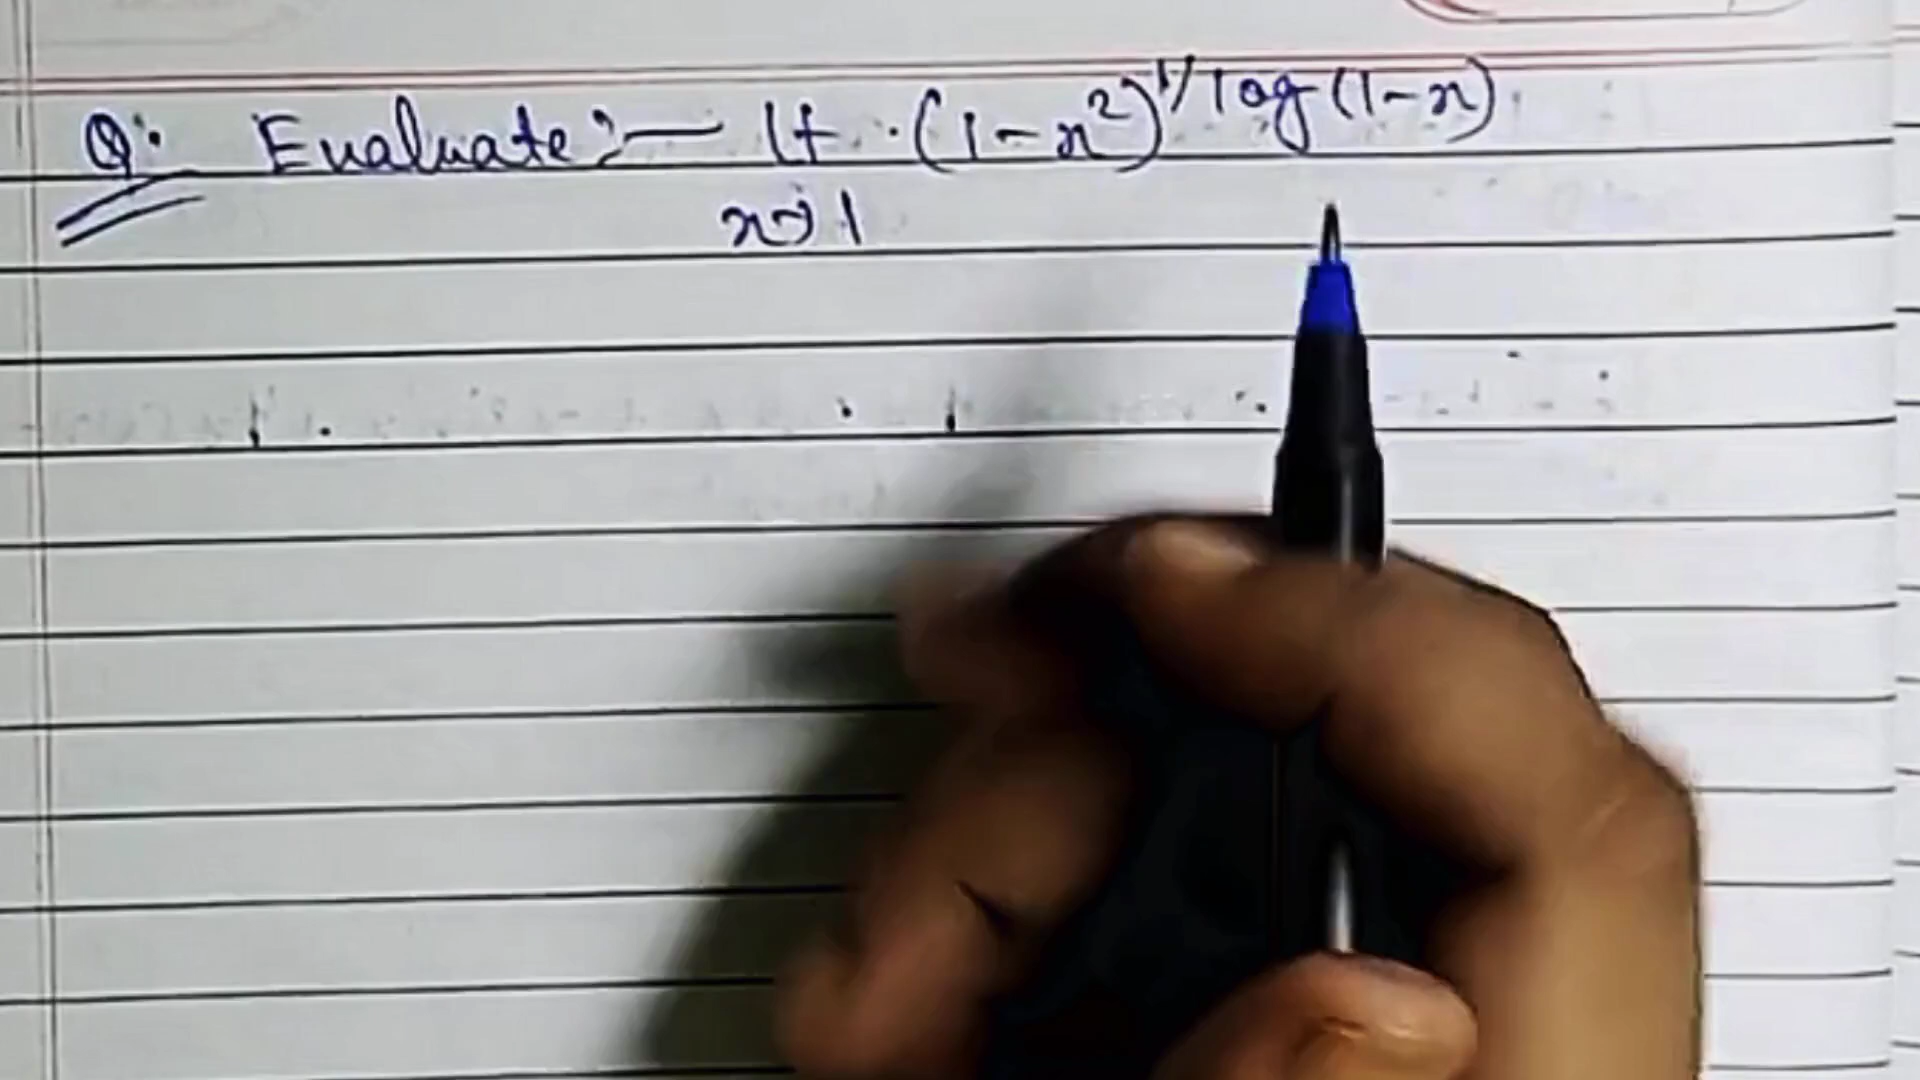 Q. Evaluate :— lt (1-x²)^1/log(1-x)
x→1